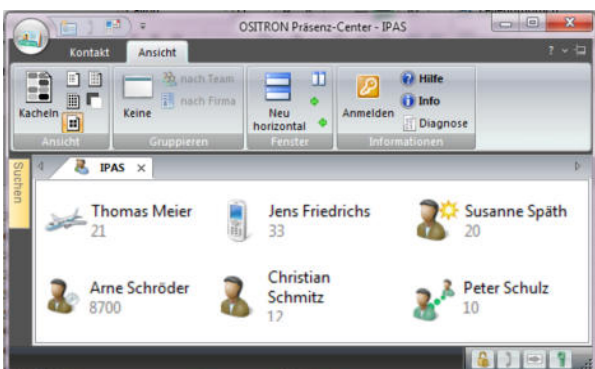 OSITRON Präsenz-Center - IPAS
Kontakt Ansicht
nach Team
nach Firma
Kacheln
Keine
Neu
horizontal
Anmelden
Hilfe
Info
Diagnose
Ansicht Gruppieren Fenster Informationen
Suchen
IPAS
Thomas Meier
21
Jens Friedrichs
33
Susanne Späth
20
Arne Schröder
8700
Christian
Schmitz
12
Peter Schulz
10